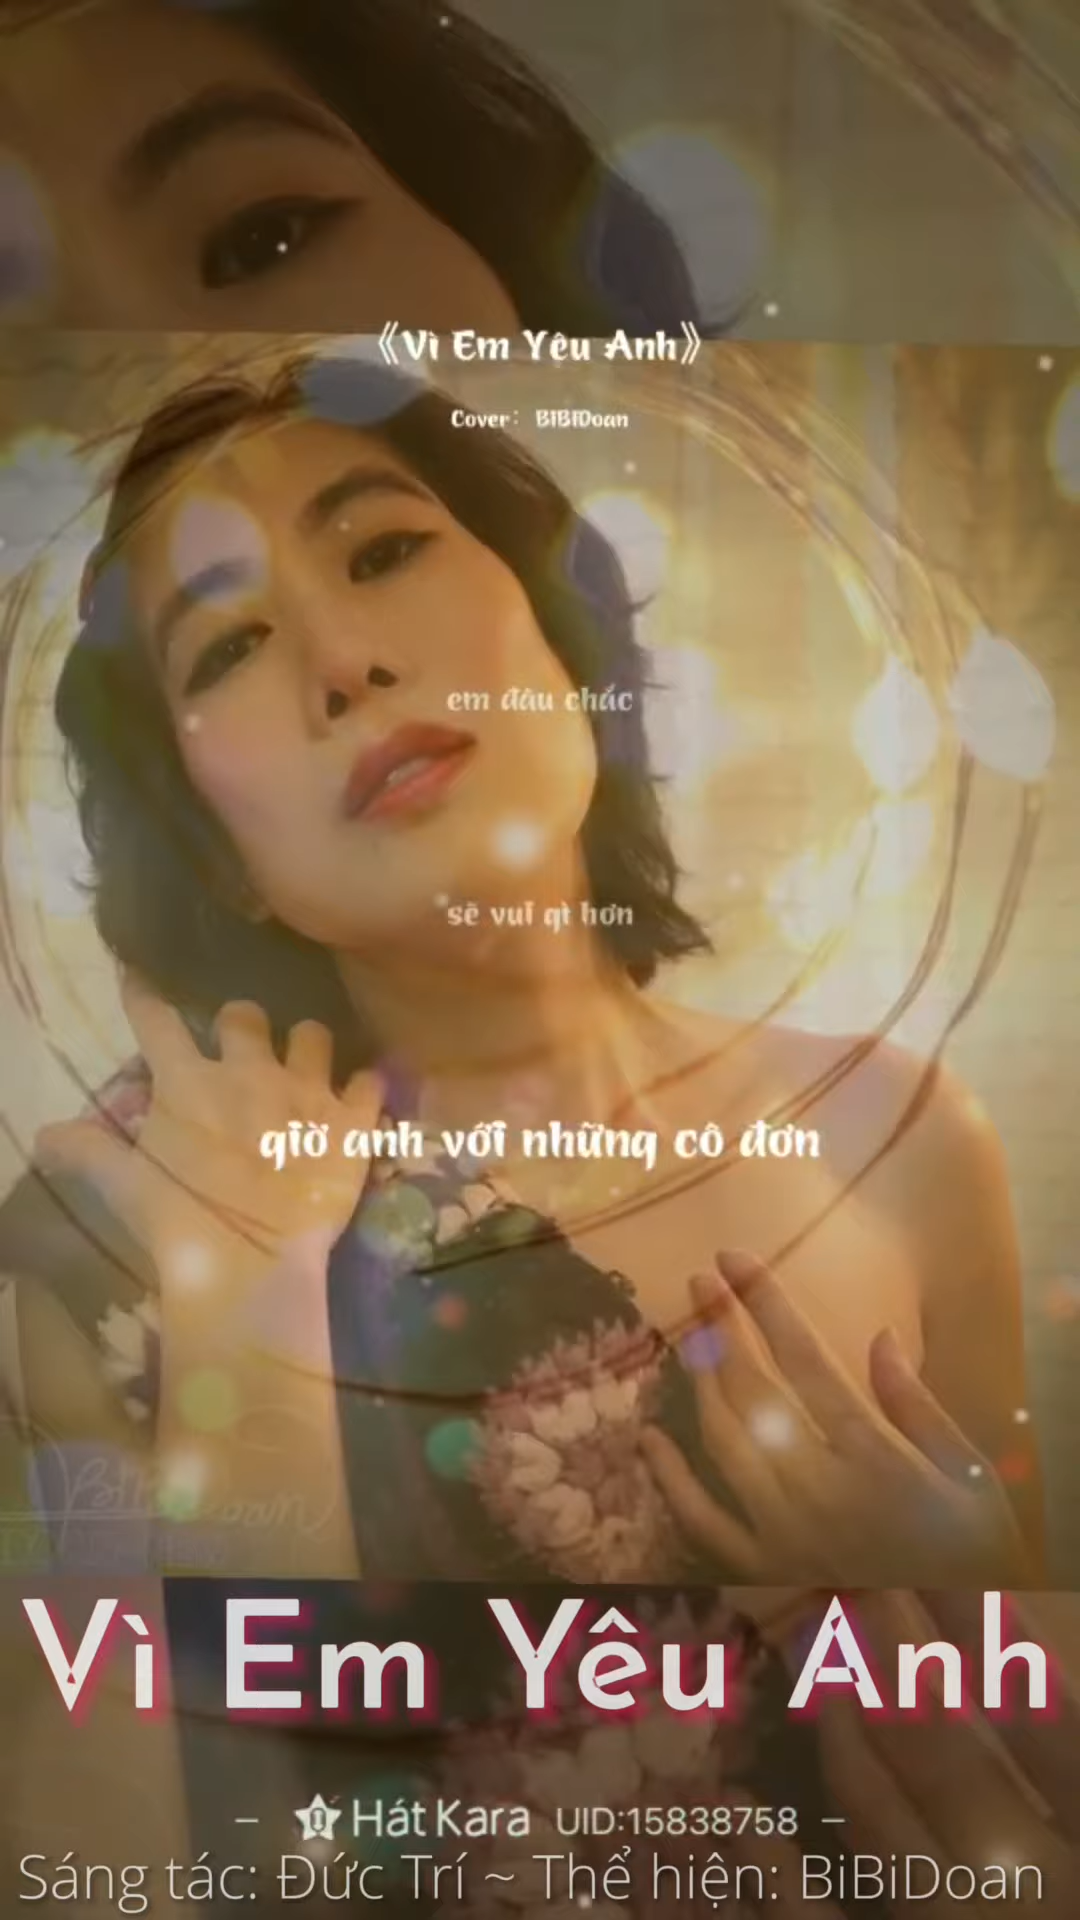 《Vì Em Yêu Anh》
Cover: BiBiDoan
em đâu chắc
sẽ vui gì hơn
giờ anh với những cô đơn
BiBiDoan
Vì Em Yêu Anh
– Hát Kara UID:15838758 –
Sáng tác: Đức Trí ~ Thể hiện: BiBiDoan